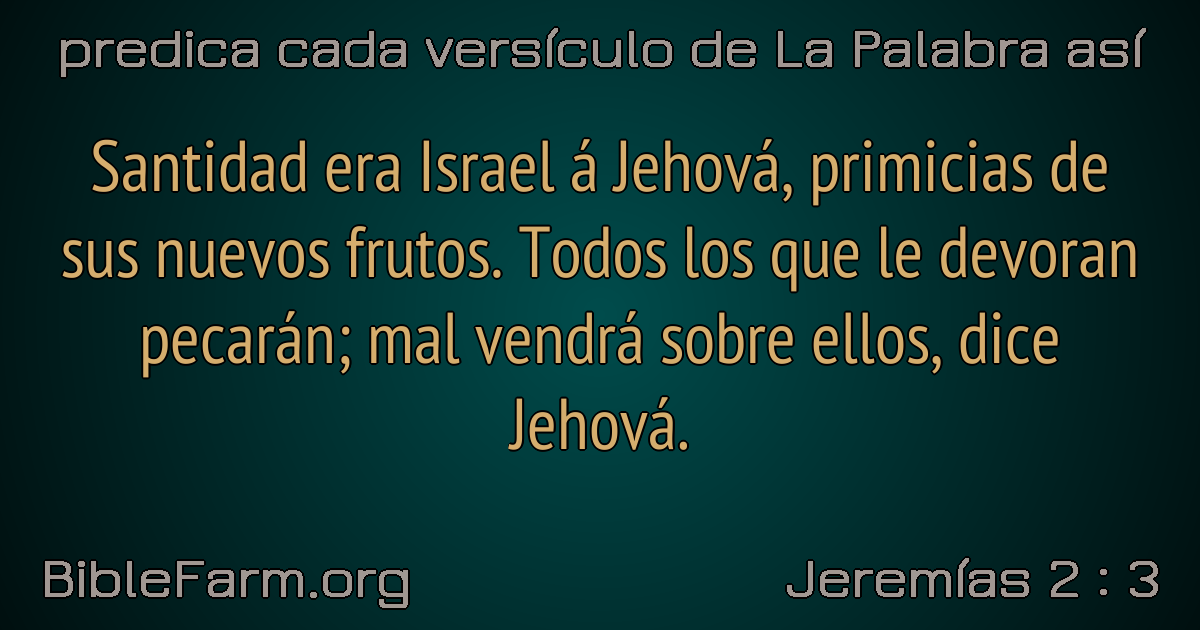 predica cada versículo de La Palabra así
Santidad era Israel á Jehová, primicias de
sus nuevos frutos. Todos los que le devoran
pecarán; mal vendrá sobre ellos, dice
Jehová.
BibleFarm.org
Jeremías 2 : 3